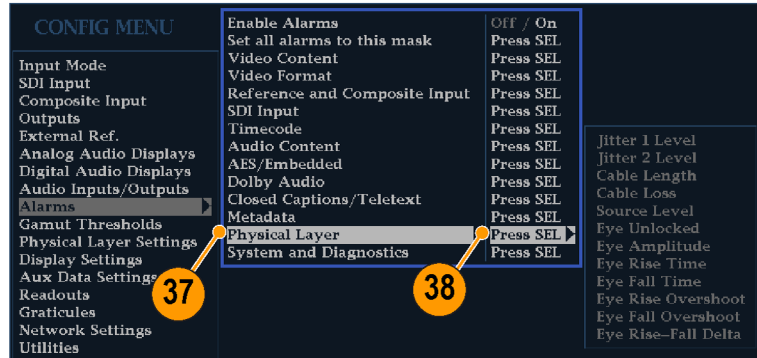 CONFIG MENU
Input Mode
SDI Input
Composite Input
Outputs
External Ref.
Analog Audio Displays
Digital Audio Displays
Audio Inputs/Outputs
Alarms
Gamut Thresholds
Physical Layer Settings
Display Settings
Aux Data Settings
Readouts
Graticules
Network Settings
Utilities
Enable Alarms Off / On
Set all alarms to this mask Press SEL
Video Content Press SEL
Video Format Press SEL
Reference and Composite Input Press SEL
SDI Input Press SEL
Timecode Press SEL
Audio Content Press SEL
AES/Embedded Press SEL
Dolby Audio Press SEL
Closed Captions/Teletext Press SEL
Metadata Press SEL
Physical Layer Press SEL
System and Diagnostics Press SEL
37
38
Jitter 1 Level
Jitter 2 Level
Cable Length
Cable Loss
Source Level
Eye Unlocked
Eye Amplitude
Eye Rise Time
Eye Fall Time
Eye Rise Overshoot
Eye Fall Overshoot
Eye Rise–Fall Delta